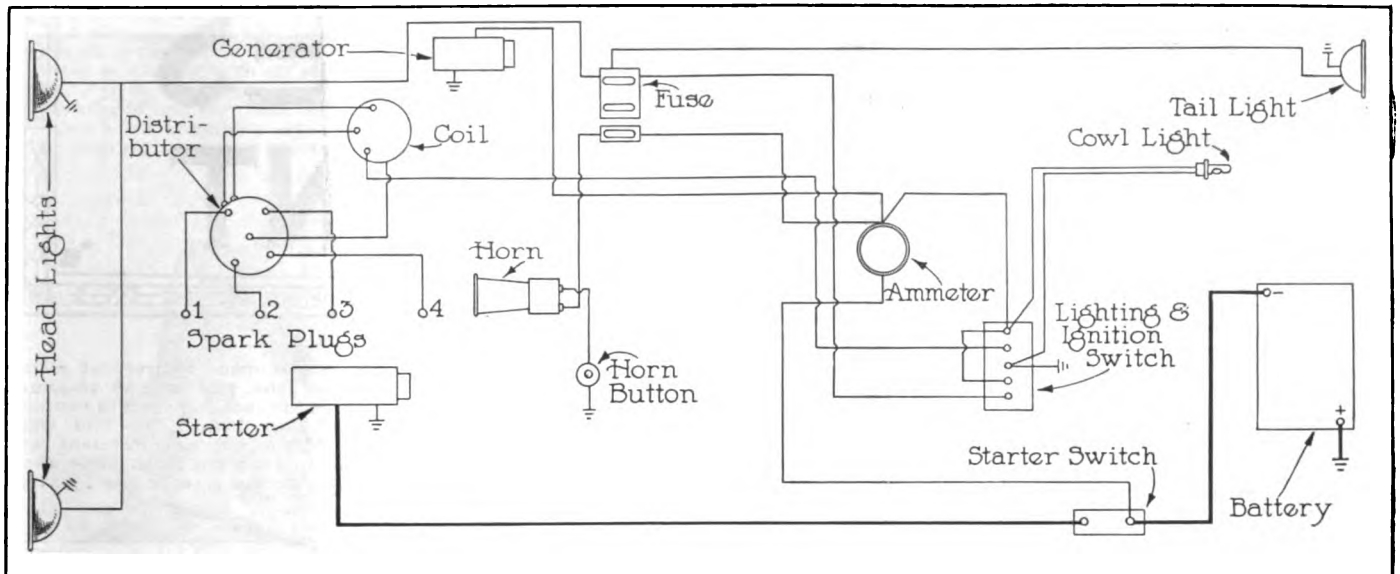 Generator
Fuse
Tail Light
Cowl Light
Distri-
butor
Coil
Head Lights
Horn
Ammeter
1 2 3 4
Spark Plugs
Lighting &
Ignition
Switch
-
Horn
Button
+
Starter
Starter Switch
Battery